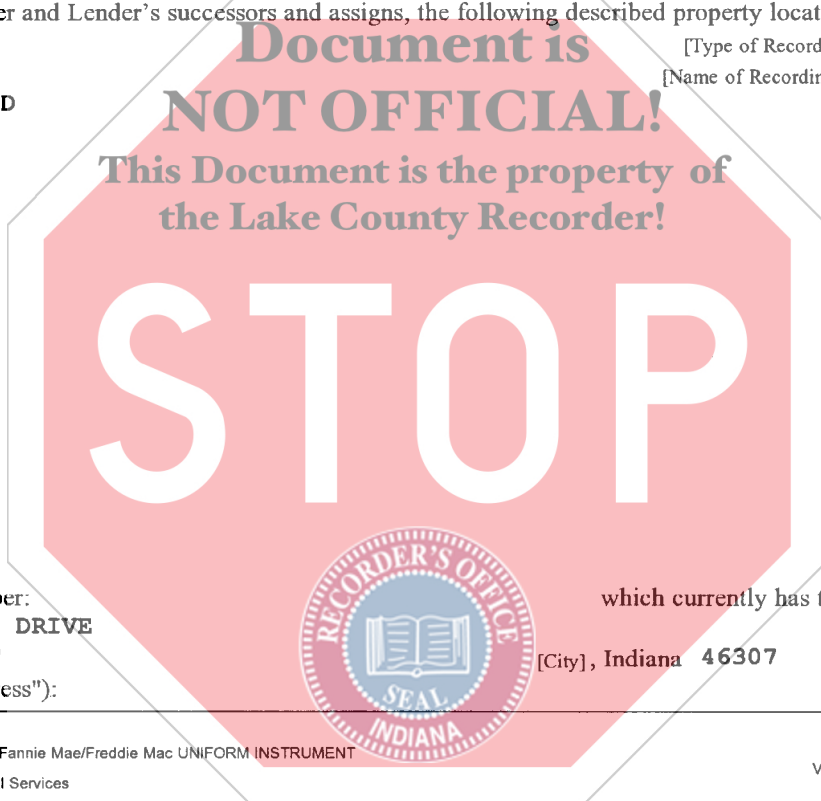 er and Lender's successors and assigns, the following described property locat
Document is
[Type of Record
[Name of Recordin
D
NOT OFFICIAL!
This Document is the property of
the Lake County Recorder!
STOP
RECORDER'S OFFICE
SEAL
INDIANA
er:
which currently has t
DRIVE
[City], Indiana 46307
ess"):
Fannie Mae/Freddie Mac UNIFORM INSTRUMENT
l Services
V